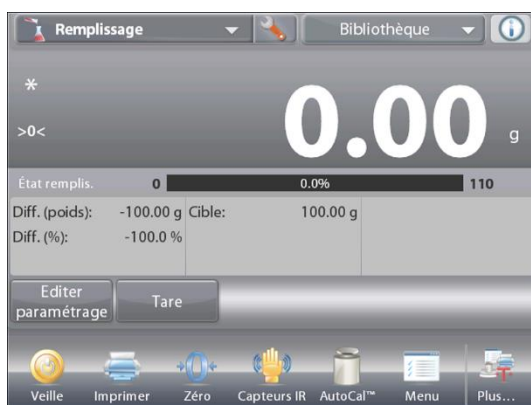 Remplissage Bibliothèque
*
0.00 g
>0<
État remplis. 0 0.0% 110
Diff. (poids): -100.00 g Cible: 100.00 g
Diff. (%): -100.0 %
Editer
paramétrage
Tare
Veille Imprimer Zéro Capteurs IR AutoCal™ Menu Plus...